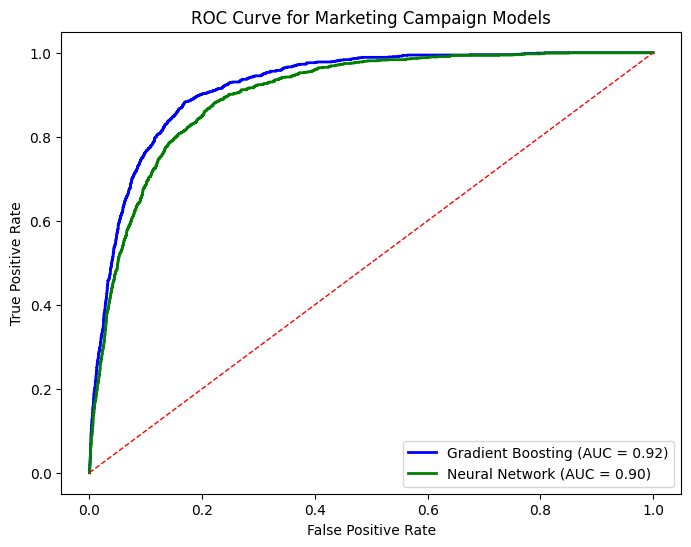 ROC Curve for Marketing Campaign Models
True Positive Rate
1.0
0.8
0.6
0.4
0.2
0.0
0.0 0.2 0.4 0.6 0.8 1.0
False Positive Rate
Gradient Boosting (AUC = 0.92)
Neural Network (AUC = 0.90)